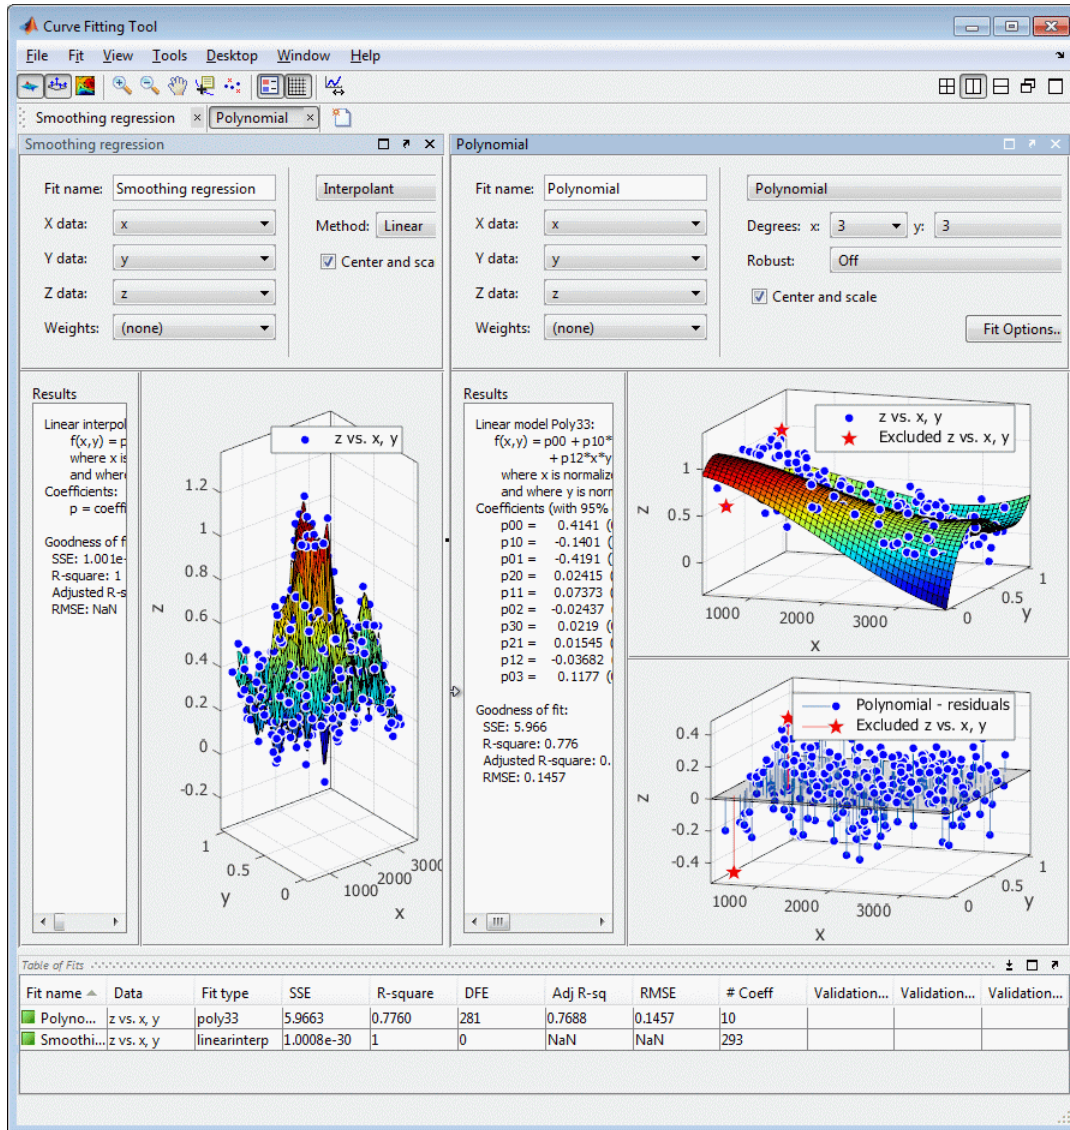 Curve Fitting Tool
File Fit View Tools Desktop Window Help
Smoothing regression Polynomial
Smoothing regression
Fit name: Smoothing regression
X data: x
Y data: y
Z data: z
Weights: (none)
Interpolant
Method: Linear
Center and sca
Results
Linear interpol
f(x,y) = p
where x is
and where
Coefficients:
p = coeffi
Goodness of f
SSE: 1.001e-
R-square: 1
Adjusted R-s
RMSE: NaN
z vs. x, y
1.2
1
0.8
0.6
0.4
0.2
0
-0.2
z
1
0.5
0
y
1000
2000
3000
x
Polynomial
Fit name: Polynomial
X data: x
Y data: y
Z data: z
Weights: (none)
Polynomial
Degrees: x: 3 y: 3
Robust: Off
Center and scale
Fit Options..
Results
Linear model Poly33:
f(x,y) = p00 + p10*
+ p12*x*y
where x is normaliz
and where y is norm
Coefficients (with 95%
p00 = 0.4141 (
p10 = -0.1401 (
p01 = -0.4191 (
p20 = 0.02415 (
p11 = 0.07373 (
p02 = -0.02437 (
p30 = 0.0219 (
p21 = 0.01545 (
p12 = -0.03682 (
p03 = 0.1177 (
Goodness of fit:
SSE: 5.966
R-square: 0.776
Adjusted R-square: 0.
RMSE: 0.1457
z vs. x, y
Excluded z vs. x, y
1
0.5
0
z
1000
2000
3000
x
0
0.5
1
y
Polynomial - residuals
Excluded z vs. x, y
0.4
0.2
0
-0.2
-0.4
z
1000
2000
3000
x
0
0.5
1
y
Table of Fits
Fit name Data Fit type SSE R-square DFE Adj R-sq RMSE # Coeff Validation... Validation... Validation...
Polyno... z vs. x, y poly33 5.9663 0.7760 281 0.7688 0.1457 10
Smoothi... z vs. x, y linearinterp 1.0008e-30 1 0 NaN NaN 293